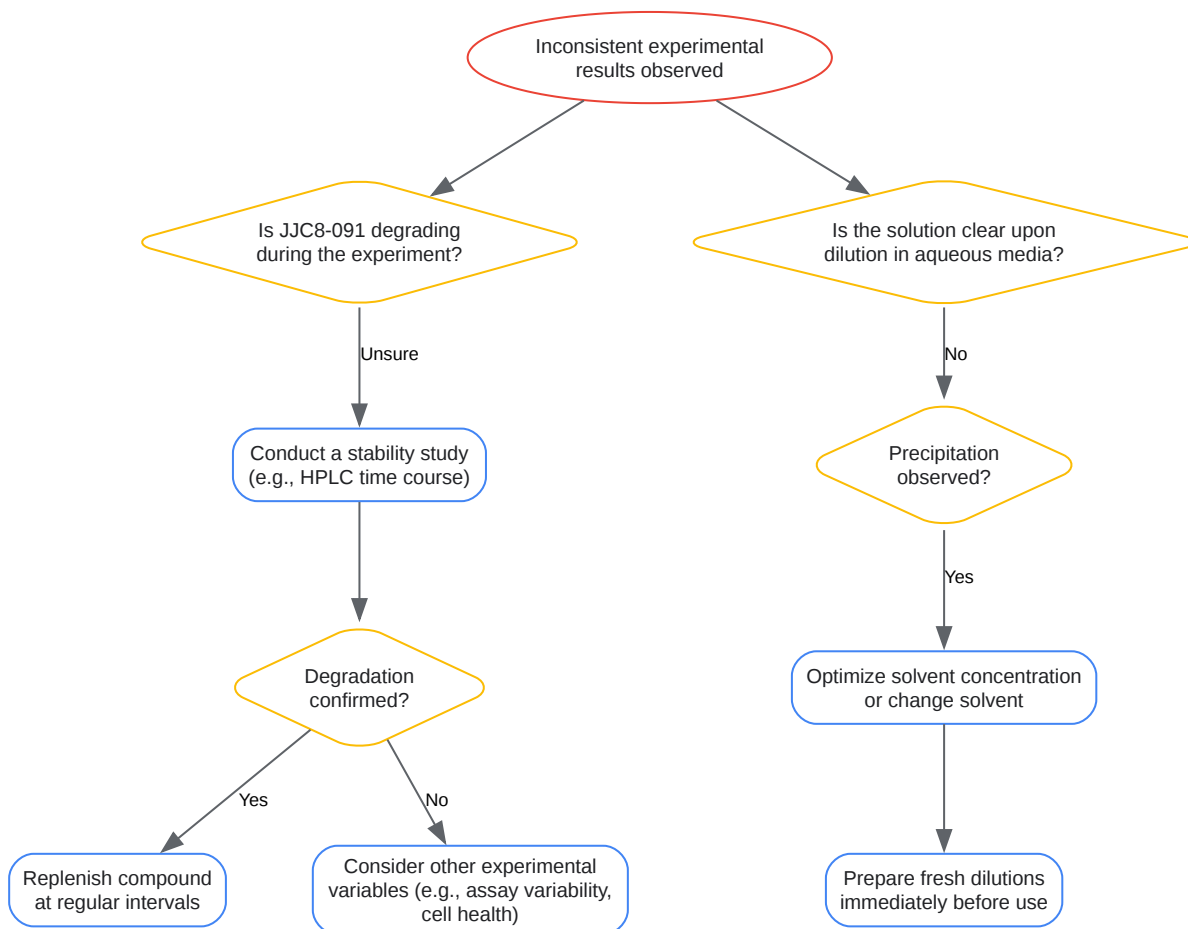 Inconsistent experimental
results observed
Is JJC8-091 degrading
during the experiment?
Is the solution clear upon
dilution in aqueous media?
Unsure
No
Conduct a stability study
(e.g., HPLC time course)
Precipitation
observed?
Yes
Degradation
confirmed?
Optimize solvent concentration
or change solvent
Yes
No
Replenish compound
at regular intervals
Consider other experimental
variables (e.g., assay variability,
cell health)
Prepare fresh dilutions
immediately before use